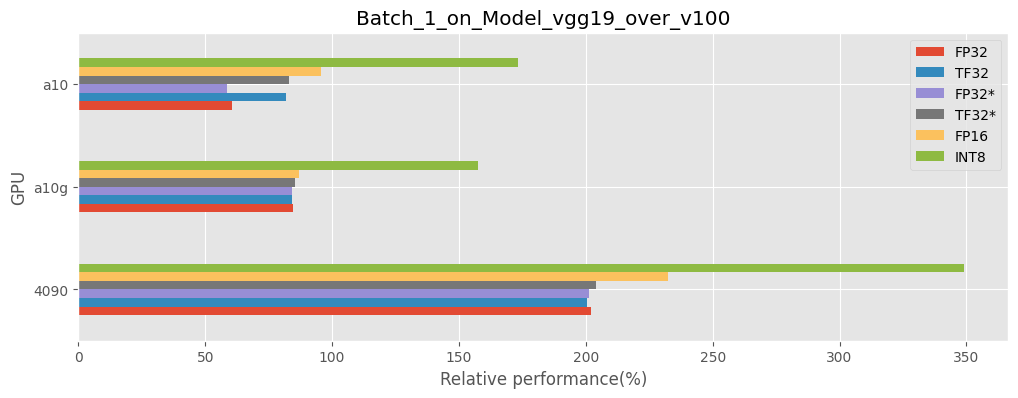 Batch_1_on_Model_vgg19_over_v100
FP32
TF32
FP32*
TF32*
FP16
INT8
GPU
a10
a10g
4090
0 50 100 150 200 250 300 350
Relative performance(%)